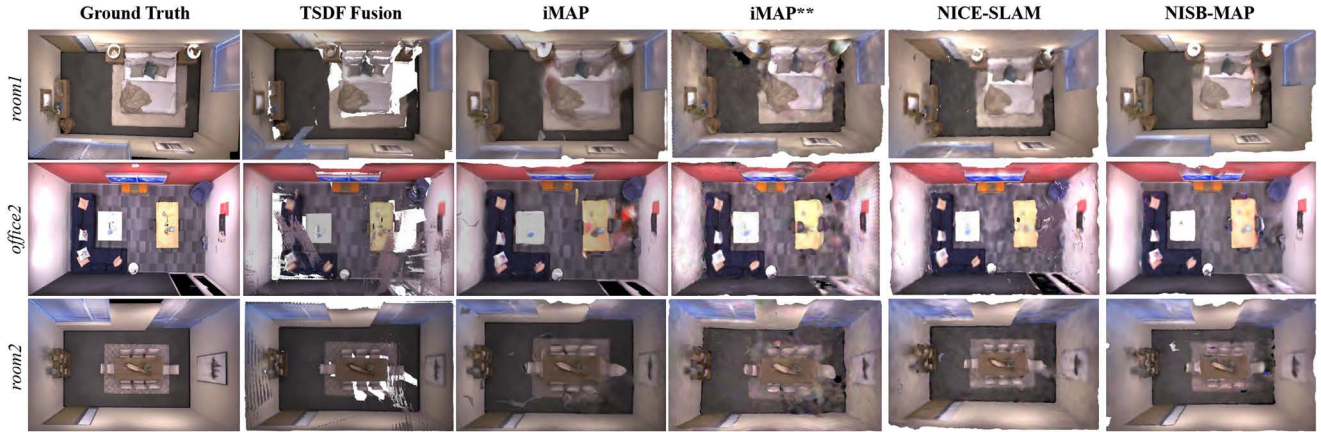 Ground Truth TSDF Fusion iMAP iMAP** NICE-SLAM NISB-MAP
room1
office2
room2